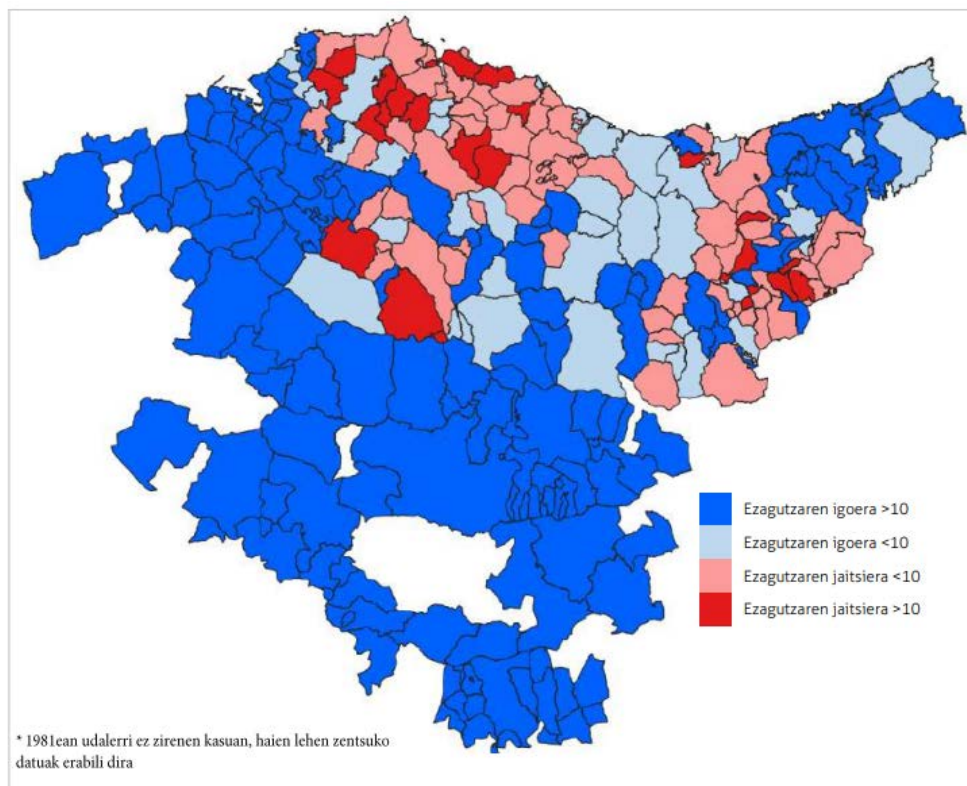 Ezagutzaren igoera >10
Ezagutzaren igoera <10
Ezagutzaren jaitsiera <10
Ezagutzaren jaitsiera >10
* 1981ean udalerri ez zirenen kasuan, haien lehen zentsuko
datuak erabili dira